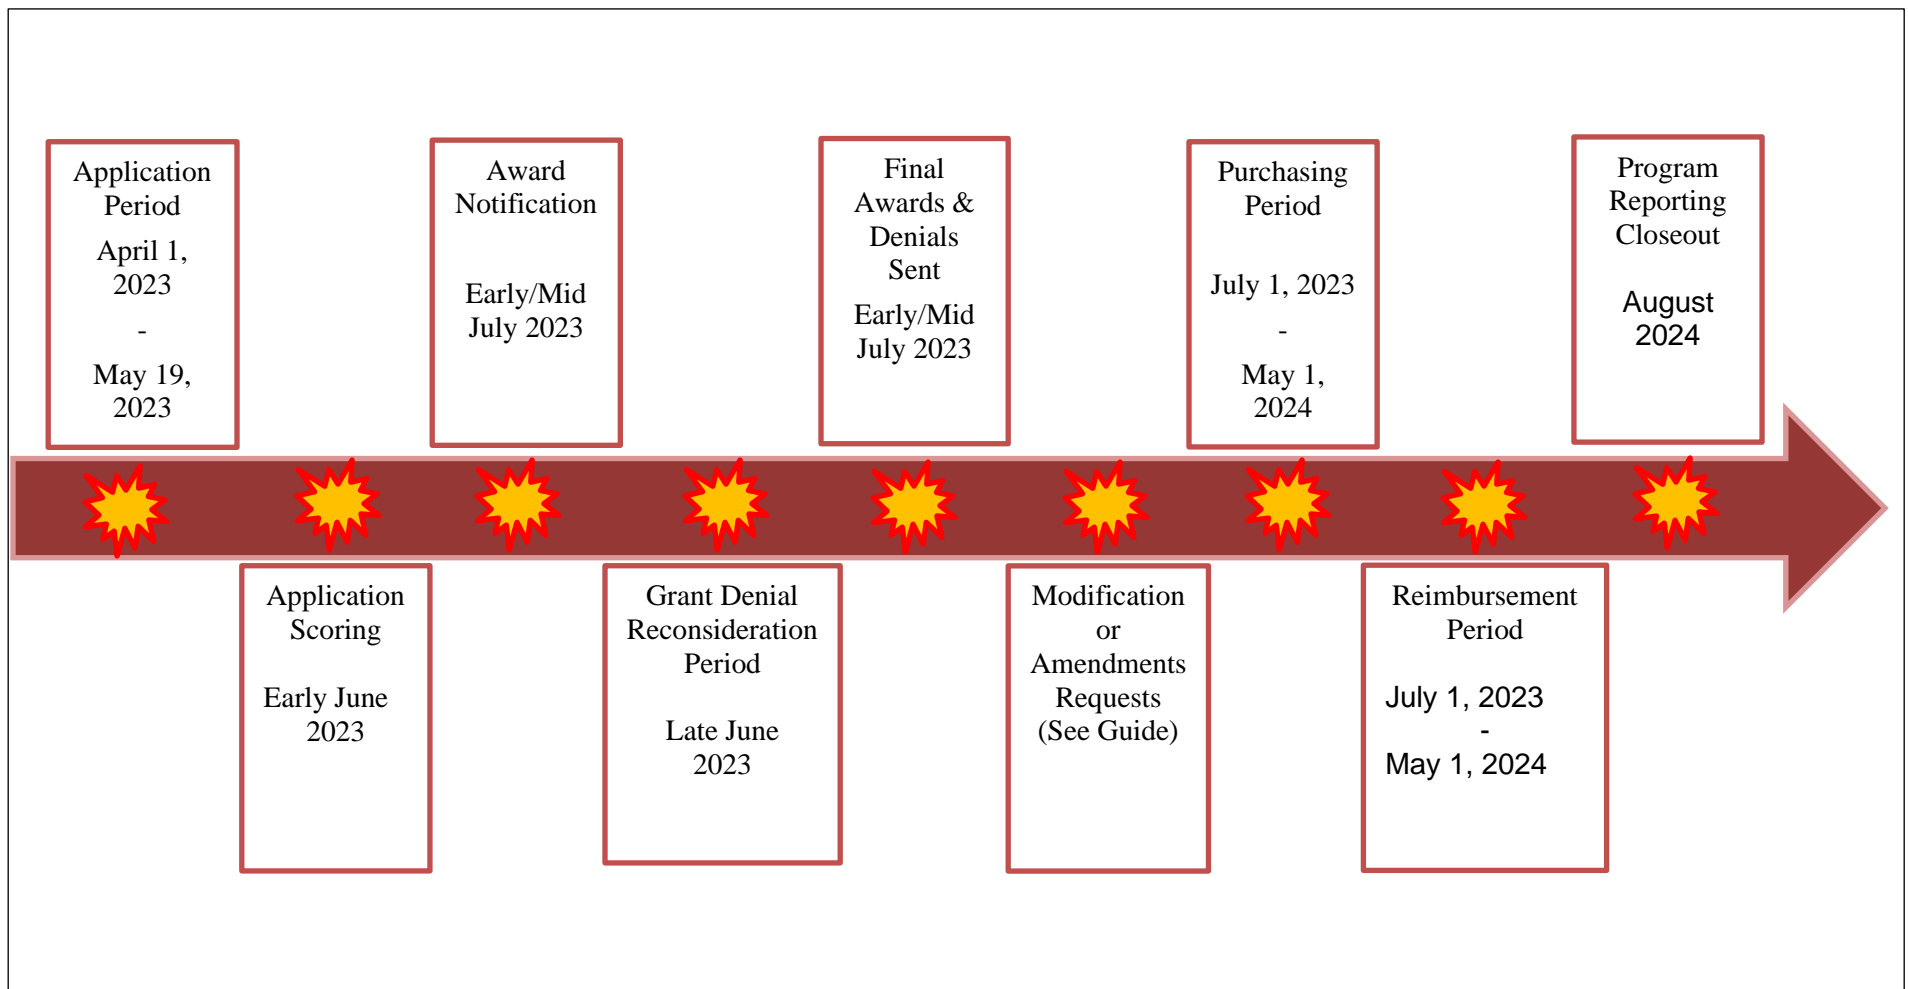 Application
Period
April 1,
2023
-
May 19,
2023
Application
Scoring
Early June
2023
Award
Notification
Early/Mid
July 2023
Grant Denial
Reconsideration
Period
Late June
2023
Final
Awards &
Denials
Sent
Early/Mid
July 2023
Modification
or
Amendments
Requests
(See Guide)
Purchasing
Period
July 1, 2023
-
May 1,
2024
Reimbursement
Period
July 1, 2023
-
May 1, 2024
Program
Reporting
Closeout
August
2024